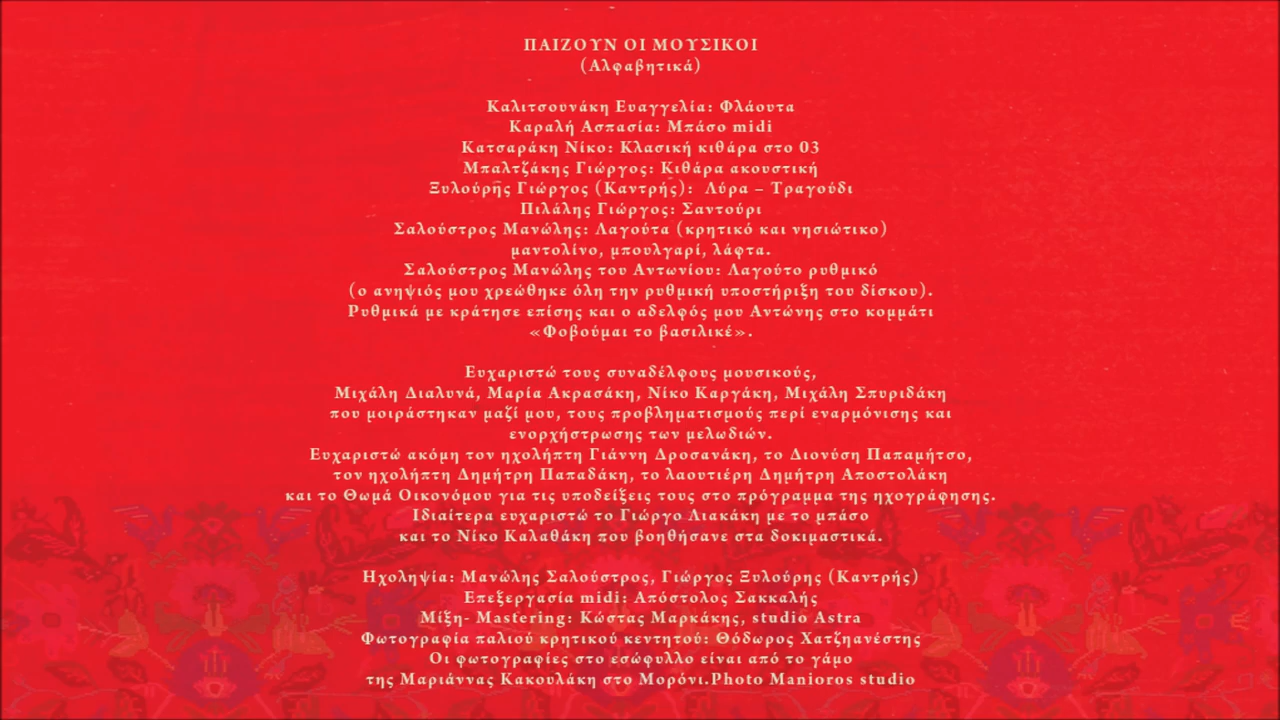 ΠΑΙΖΟΥΝ ΟΙ ΜΟΥΣΙΚΟΙ
(Αλφαβητικά)
Καλιτσουνάκη Ευαγγελία: Φλάουτα
Καραλή Ασπασία: Μπάσο midi
Κατσαράκη Νίκο: Κλασική κιθάρα στο 03
Μπαλτζάκης Γιώργος: Κιθάρα ακουστική
Ξυλούρης Γιώργος (Καντρής): Λύρα – Τραγούδι
Πιλάλης Γιώργος: Σαντούρι
Σαλούστρος Μανώλης: Λαγούτα (κρητικό και νησιώτικο)
μαντολίνο, μπουλγαρί, λάφτα.
Σαλούστρος Μανώλης του Αντωνίου: Λαγούτο ρυθμικό
(ο ανηψιός μου χρεώθηκε όλη την ρυθμική υποστήριξη του δίσκου).
Ρυθμικά με κράτησε επίσης και ο αδελφός μου Αντώνης στο κομμάτι
«Φοβούμαι το βασιλικέ».
Ευχαριστώ τους συναδέλφους μουσικούς,
Μιχάλη Διαλυνά, Μαρία Ακρασάκη, Νίκο Καργάκη, Μιχάλη Σπυριδάκη
που μοιράστηκαν μαζί μου, τους προβληματισμούς περί εναρμόνισης και
ενορχήστρωσης των μελωδιών.
Ευχαριστώ ακόμη τον ηχολήπτη Γιάννη Δροσανάκη, το Διονύση Παπαμήτσο,
τον ηχολήπτη Δημήτρη Παπαδάκη, το λαουτιέρη Δημήτρη Αποστολάκη
και το Θωμά Οικονόμου για τις υποδείξεις τους στο πρόγραμμα της ηχογράφησης.
Ιδιαίτερα ευχαριστώ το Γιώργο Λιακάκη με το μπάσο
και το Νίκο Καλαθάκη που βοηθήσανε στα δοκιμαστικά.
Ηχοληψία: Μανώλης Σαλούστρος, Γιώργος Ξυλούρης (Καντρής)
Επεξεργασία midi: Απόστολος Σακκαλής
Μίξη- Mastering: Κώστας Μαρκάκης, studio Astra
Φωτογραφία παλιού κρητικού κεντητού: Θόδωρος Χατζηανέστης
Οι φωτογραφίες στο εσώφυλλο είναι από το γάμο
της Μαριάννας Κακουλάκη στο Μορόνι.Photo Manioros studio